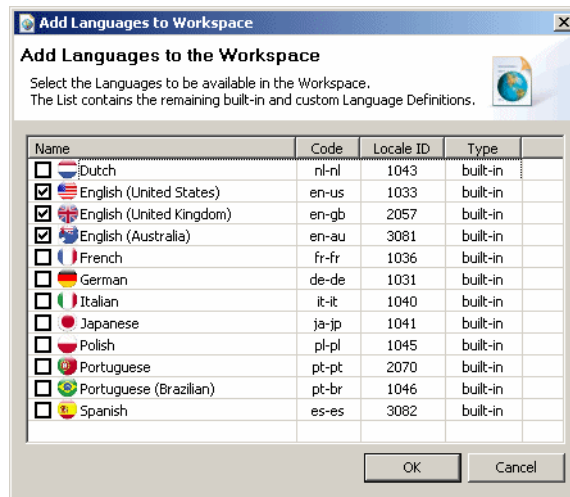 Add Languages to Workspace
Add Languages to the Workspace
Select the Languages to be available in the Workspace.
The List contains the remaining built-in and custom Language Definitions.
Name Code Locale ID Type
Dutch nl-nl 1043 built-in
English (United States) en-us 1033 built-in
English (United Kingdom) en-gb 2057 built-in
English (Australia) en-au 3081 built-in
French fr-fr 1036 built-in
German de-de 1031 built-in
Italian it-it 1040 built-in
Japanese ja-jp 1041 built-in
Polish pl-pl 1045 built-in
Portuguese pt-pt 2070 built-in
Portuguese (Brazilian) pt-br 1046 built-in
Spanish es-es 3082 built-in
OK Cancel